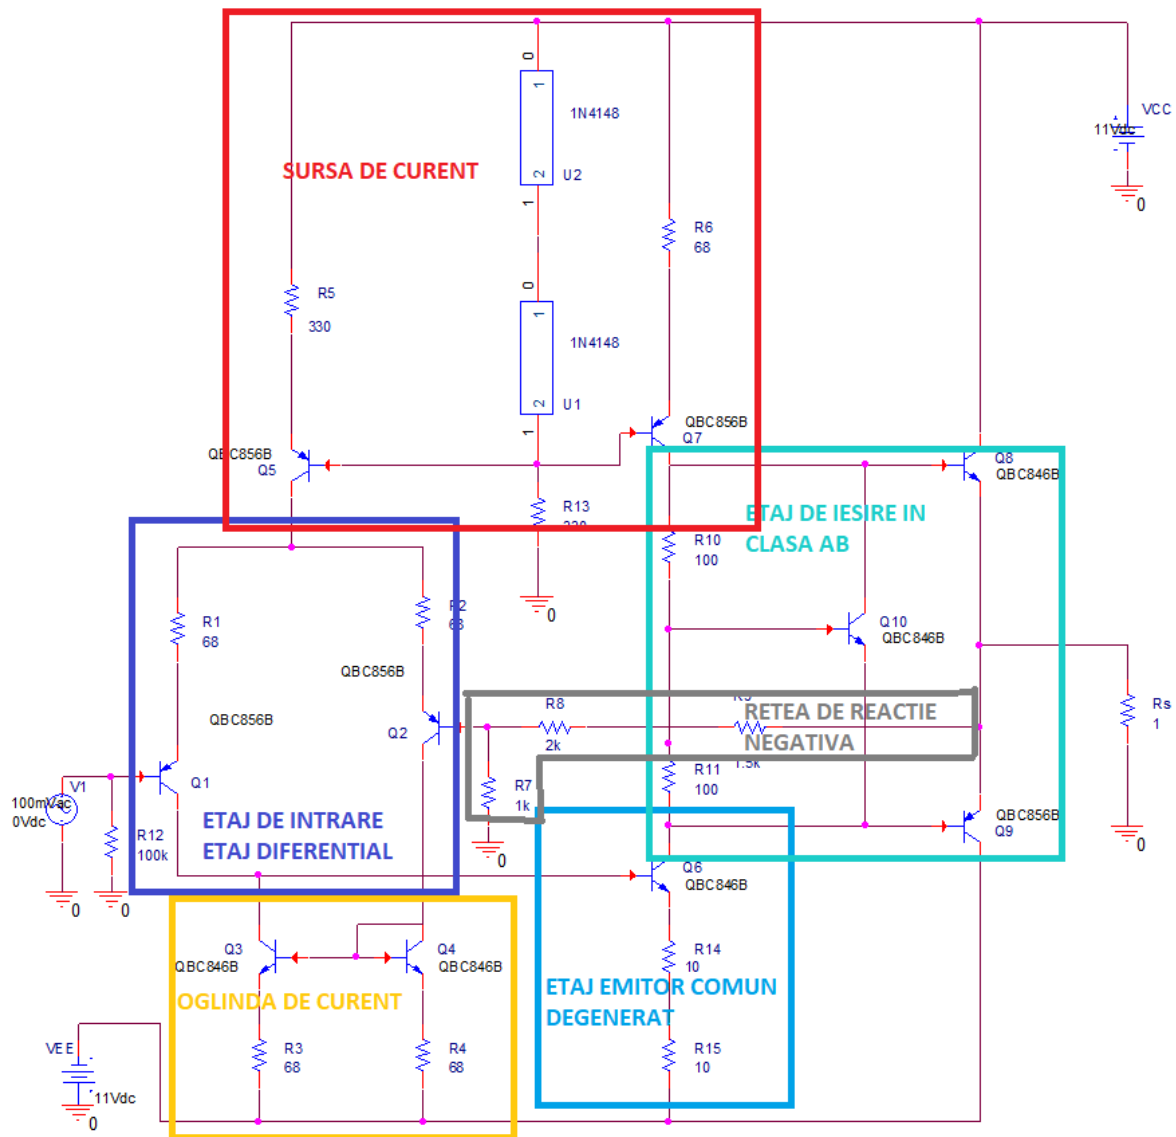 0
1
1N4148
2
U2
1
VCC
11Vdc
0
SURSA DE CURENT
R6
68
R5
330
0
1
1N4148
2
U1
1
QBC856B
Q7
QBC856B
Q5
Q8
QBC846B
R13
0
ETAJ DE IESIRE IN
CLASA AB
R10
100
R1
68
R2
68
Q10
QBC846B
QBC856B
QBC856B
Q1
Q2
R8
2k
RETEA DE REACTIE
NEGATIVA
1.5k
R7
1k
0
Rs
1
0
V1
100mVac
0Vdc
0
R12
100k
0
ETAJ DE INTRARE
ETAJ DIFERENTIAL
R11
100
QBC856B
Q9
Q6
QBC846B
Q3
QBC846B
Q4
QBC846B
R14
10
OGLINDA DE CURENT
ETAJ EMITOR COMUN
DEGENERAT
R3
68
R4
68
R15
10
VEE
11Vdc
0